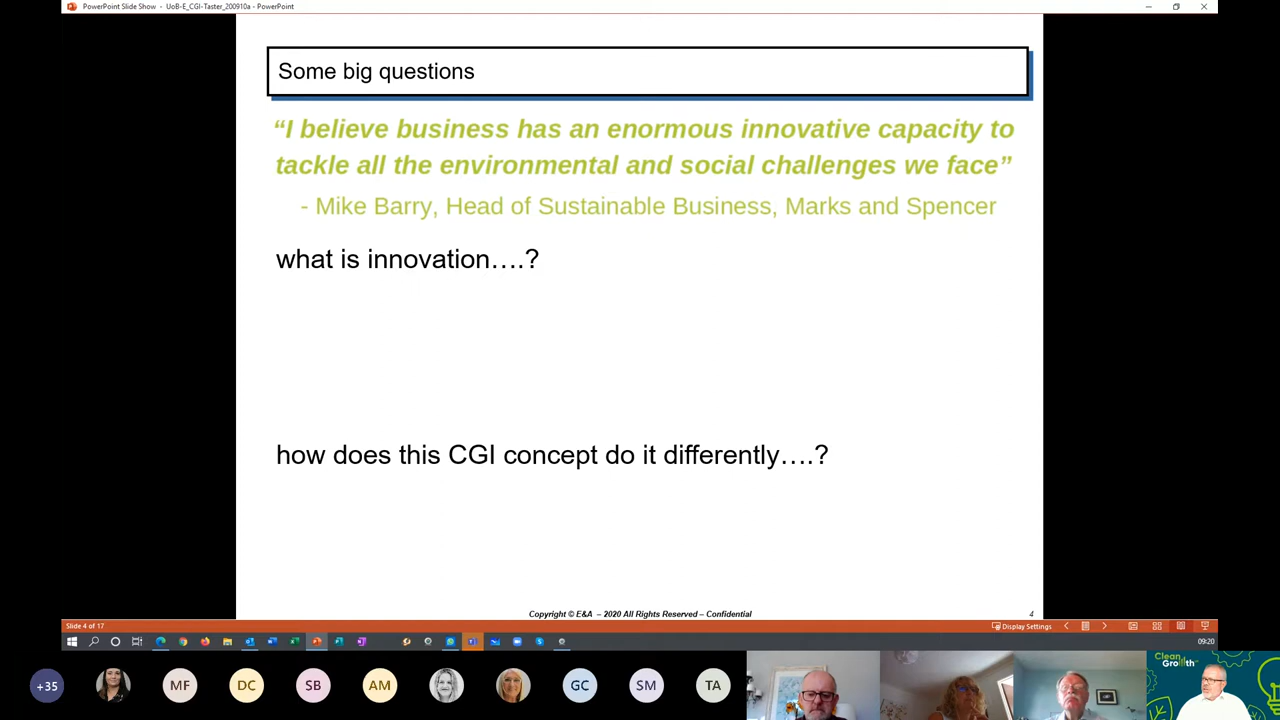 PowerPoint Slide Show - UoB-E_CGI-Taster_200910a - PowerPoint
Some big questions
“I believe business has an enormous innovative capacity to
tackle all the environmental and social challenges we face”
- Mike Barry, Head of Sustainable Business, Marks and Spencer
what is innovation….?
how does this CGI concept do it differently….?
Copyright © E&A – 2020 All Rights Reserved – Confidential
4
Slide 4 of 17
Display Settings
09:20
+35
MF
DC
SB
AM
GC
SM
TA
Clean
Growth